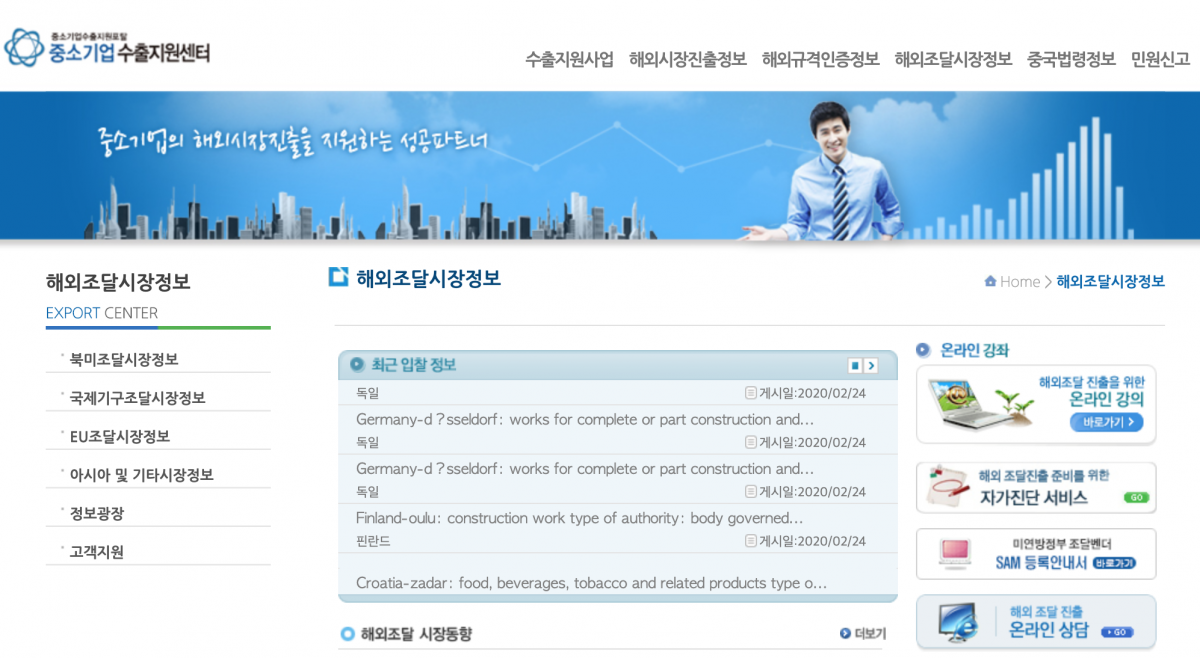 중소기업수출지원포탈
중소기업 수출지원센터
수출지원사업 해외시장진출정보 해외규격인증정보 해외조달시장정보 중국법령정보 민원신고
중소기업의 해외시장진출을 지원하는 성공파트너
해외조달시장정보
EXPORT CENTER
북미조달시장정보
국제기구조달시장정보
EU조달시장정보
아시아 및 기타시장정보
정보광장
고객지원
해외조달시장정보
Home > 해외조달시장정보
최근 입찰 정보
독일 게시일:2020/02/24
Germany-d ?sseldorf: works for complete or part construction and...
독일 게시일:2020/02/24
Germany-d ?sseldorf: works for complete or part construction and...
독일 게시일:2020/02/24
Finland-oulu: construction work type of authority: body governed...
핀란드 게시일:2020/02/24
Croatia-zadar: food, beverages, tobacco and related products type o...
해외조달 시장동향
더보기
온라인 강좌
해외조달 진출을 위한
온라인 강의
바로가기 >
해외 조달진출 준비를 위한
자가진단 서비스
GO
미연방정부 조달벤더
SAM 등록안내서 바로가기
해외 조달 진출
온라인 상담
GO